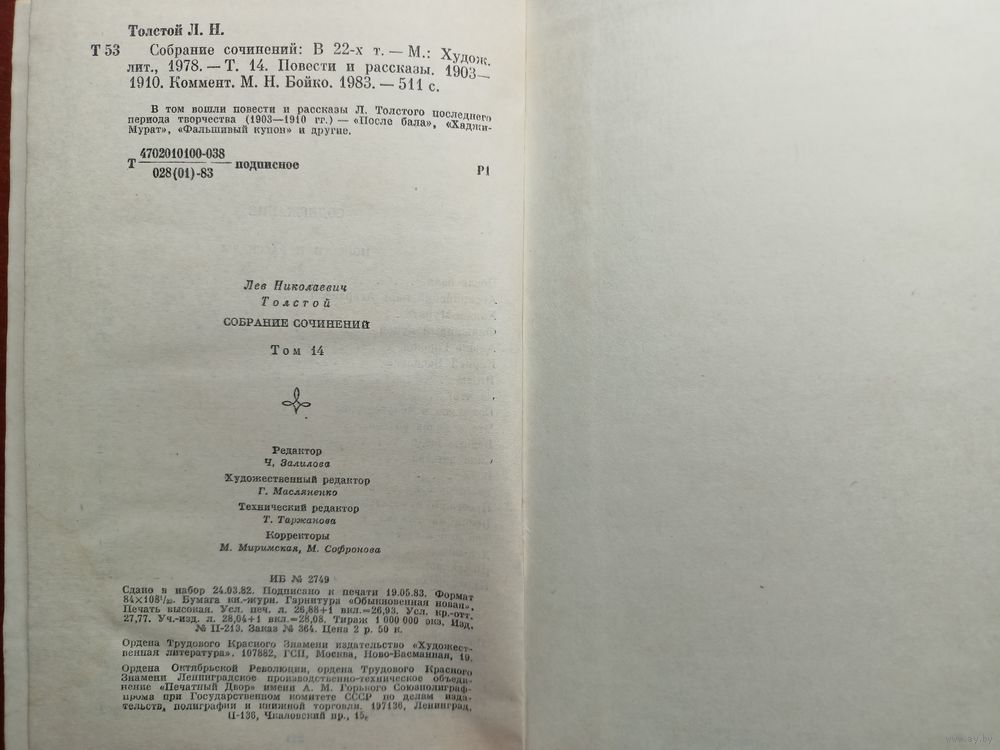 Толстой Л. Н.
Т 53 Собрание сочинений: В 22-х т. — М.: Худож.
лит., 1978. — Т. 14. Повести и рассказы. 1903—
1910. Коммент. М. Н. Бойко. 1983. — 511 с.
В том вошли повести и рассказы Л. Толстого последнего
периода творчества (1903—1910 гг.) — «После бала», «Хаджи-
Мурат», «Фальшивый купон» и другие.
Т 4702010100-038
028(01)-83 — подписное
Р1
Лев Николаевич
Толстой
СОБРАНИЕ СОЧИНЕНИЙ
Том 14
Редактор
Ч. Залилова
Художественный редактор
Г. Масляненко
Технический редактор
Т. Таржанова
Корректоры
М. Миримская, М. Софронова
ИБ № 2749
Сдано в набор 24.03.82. Подписано к печати 19.05.83. Формат
84×108¹/₃₂. Бумага кн.-журн. Гарнитура «Обыкновенная новая».
Печать высокая. Усл. печ. л. 26,88+1 вкл.=26,93. Усл. кр.-отт.
27,77. Уч.-изд. л. 28,04+1 вкл.=28,08. Тираж 1 000 000 экз. Изд.
№ II-213. Заказ № 364. Цена 2 р. 50 к.
Ордена Трудового Красного Знамени издательство «Художест-
венная литература». 107882, ГСП, Москва, Ново-Басманная, 19.
Ордена Октябрьской Революции, ордена Трудового Красного
Знамени Ленинградское производственно-техническое объеди-
нение «Печатный Двор» имени А. М. Горького Союзполиграф-
прома при Государственном комитете СССР по делам изда-
тельств, полиграфии и книжной торговли. 197136, Ленинград,
П-136, Чкаловский пр., 15.
www.ay.by